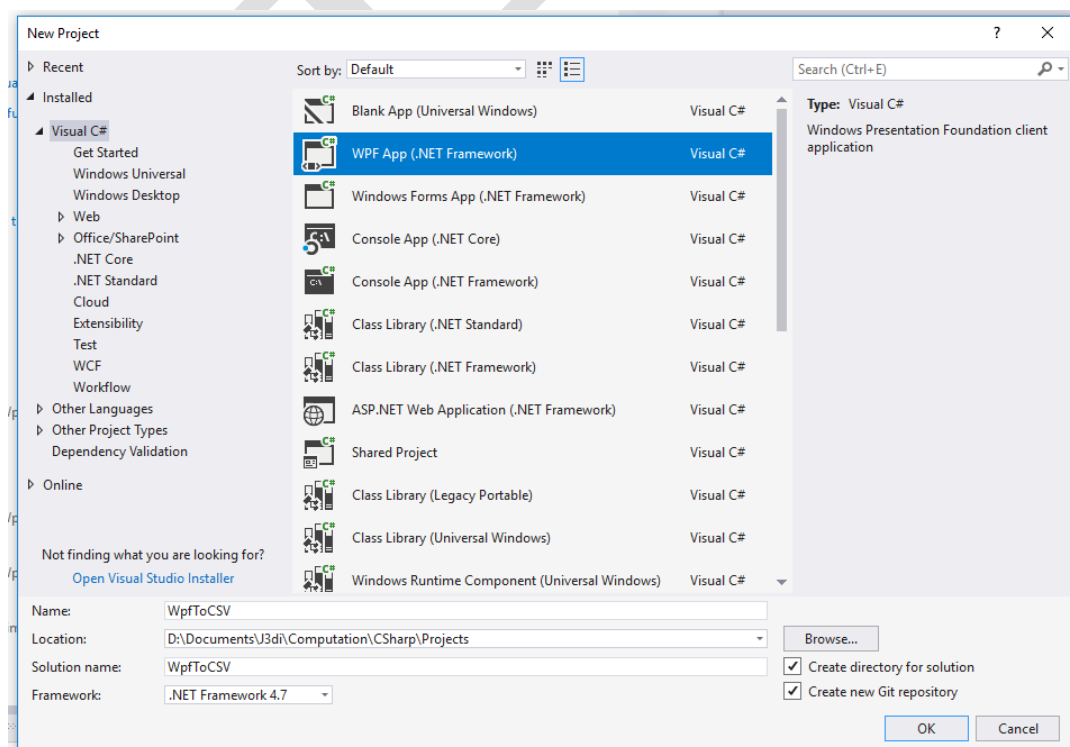 New Project
?
Recent
Installed
Visual C#
Get Started
Windows Universal
Windows Desktop
Web
Office/SharePoint
.NET Core
.NET Standard
Cloud
Extensibility
Test
WCF
Workflow
Other Languages
Other Project Types
Dependency Validation
Online
Not finding what you are looking for?
Open Visual Studio Installer
Sort by: Default
Blank App (Universal Windows) Visual C#
WPF App (.NET Framework) Visual C#
Windows Forms App (.NET Framework) Visual C#
Console App (.NET Core) Visual C#
Console App (.NET Framework) Visual C#
Class Library (.NET Standard) Visual C#
Class Library (.NET Framework) Visual C#
ASP.NET Web Application (.NET Framework) Visual C#
Shared Project Visual C#
Class Library (Legacy Portable) Visual C#
Class Library (Universal Windows) Visual C#
Windows Runtime Component (Universal Windows) Visual C#
Search (Ctrl+E)
Type: Visual C#
Windows Presentation Foundation client
application
Name: WpfToCSV
Location: D:\Documents\J3di\Computation\CSharp\Projects
Browse...
Solution name: WpfToCSV
Create directory for solution
Framework: .NET Framework 4.7
Create new Git repository
OK Cancel